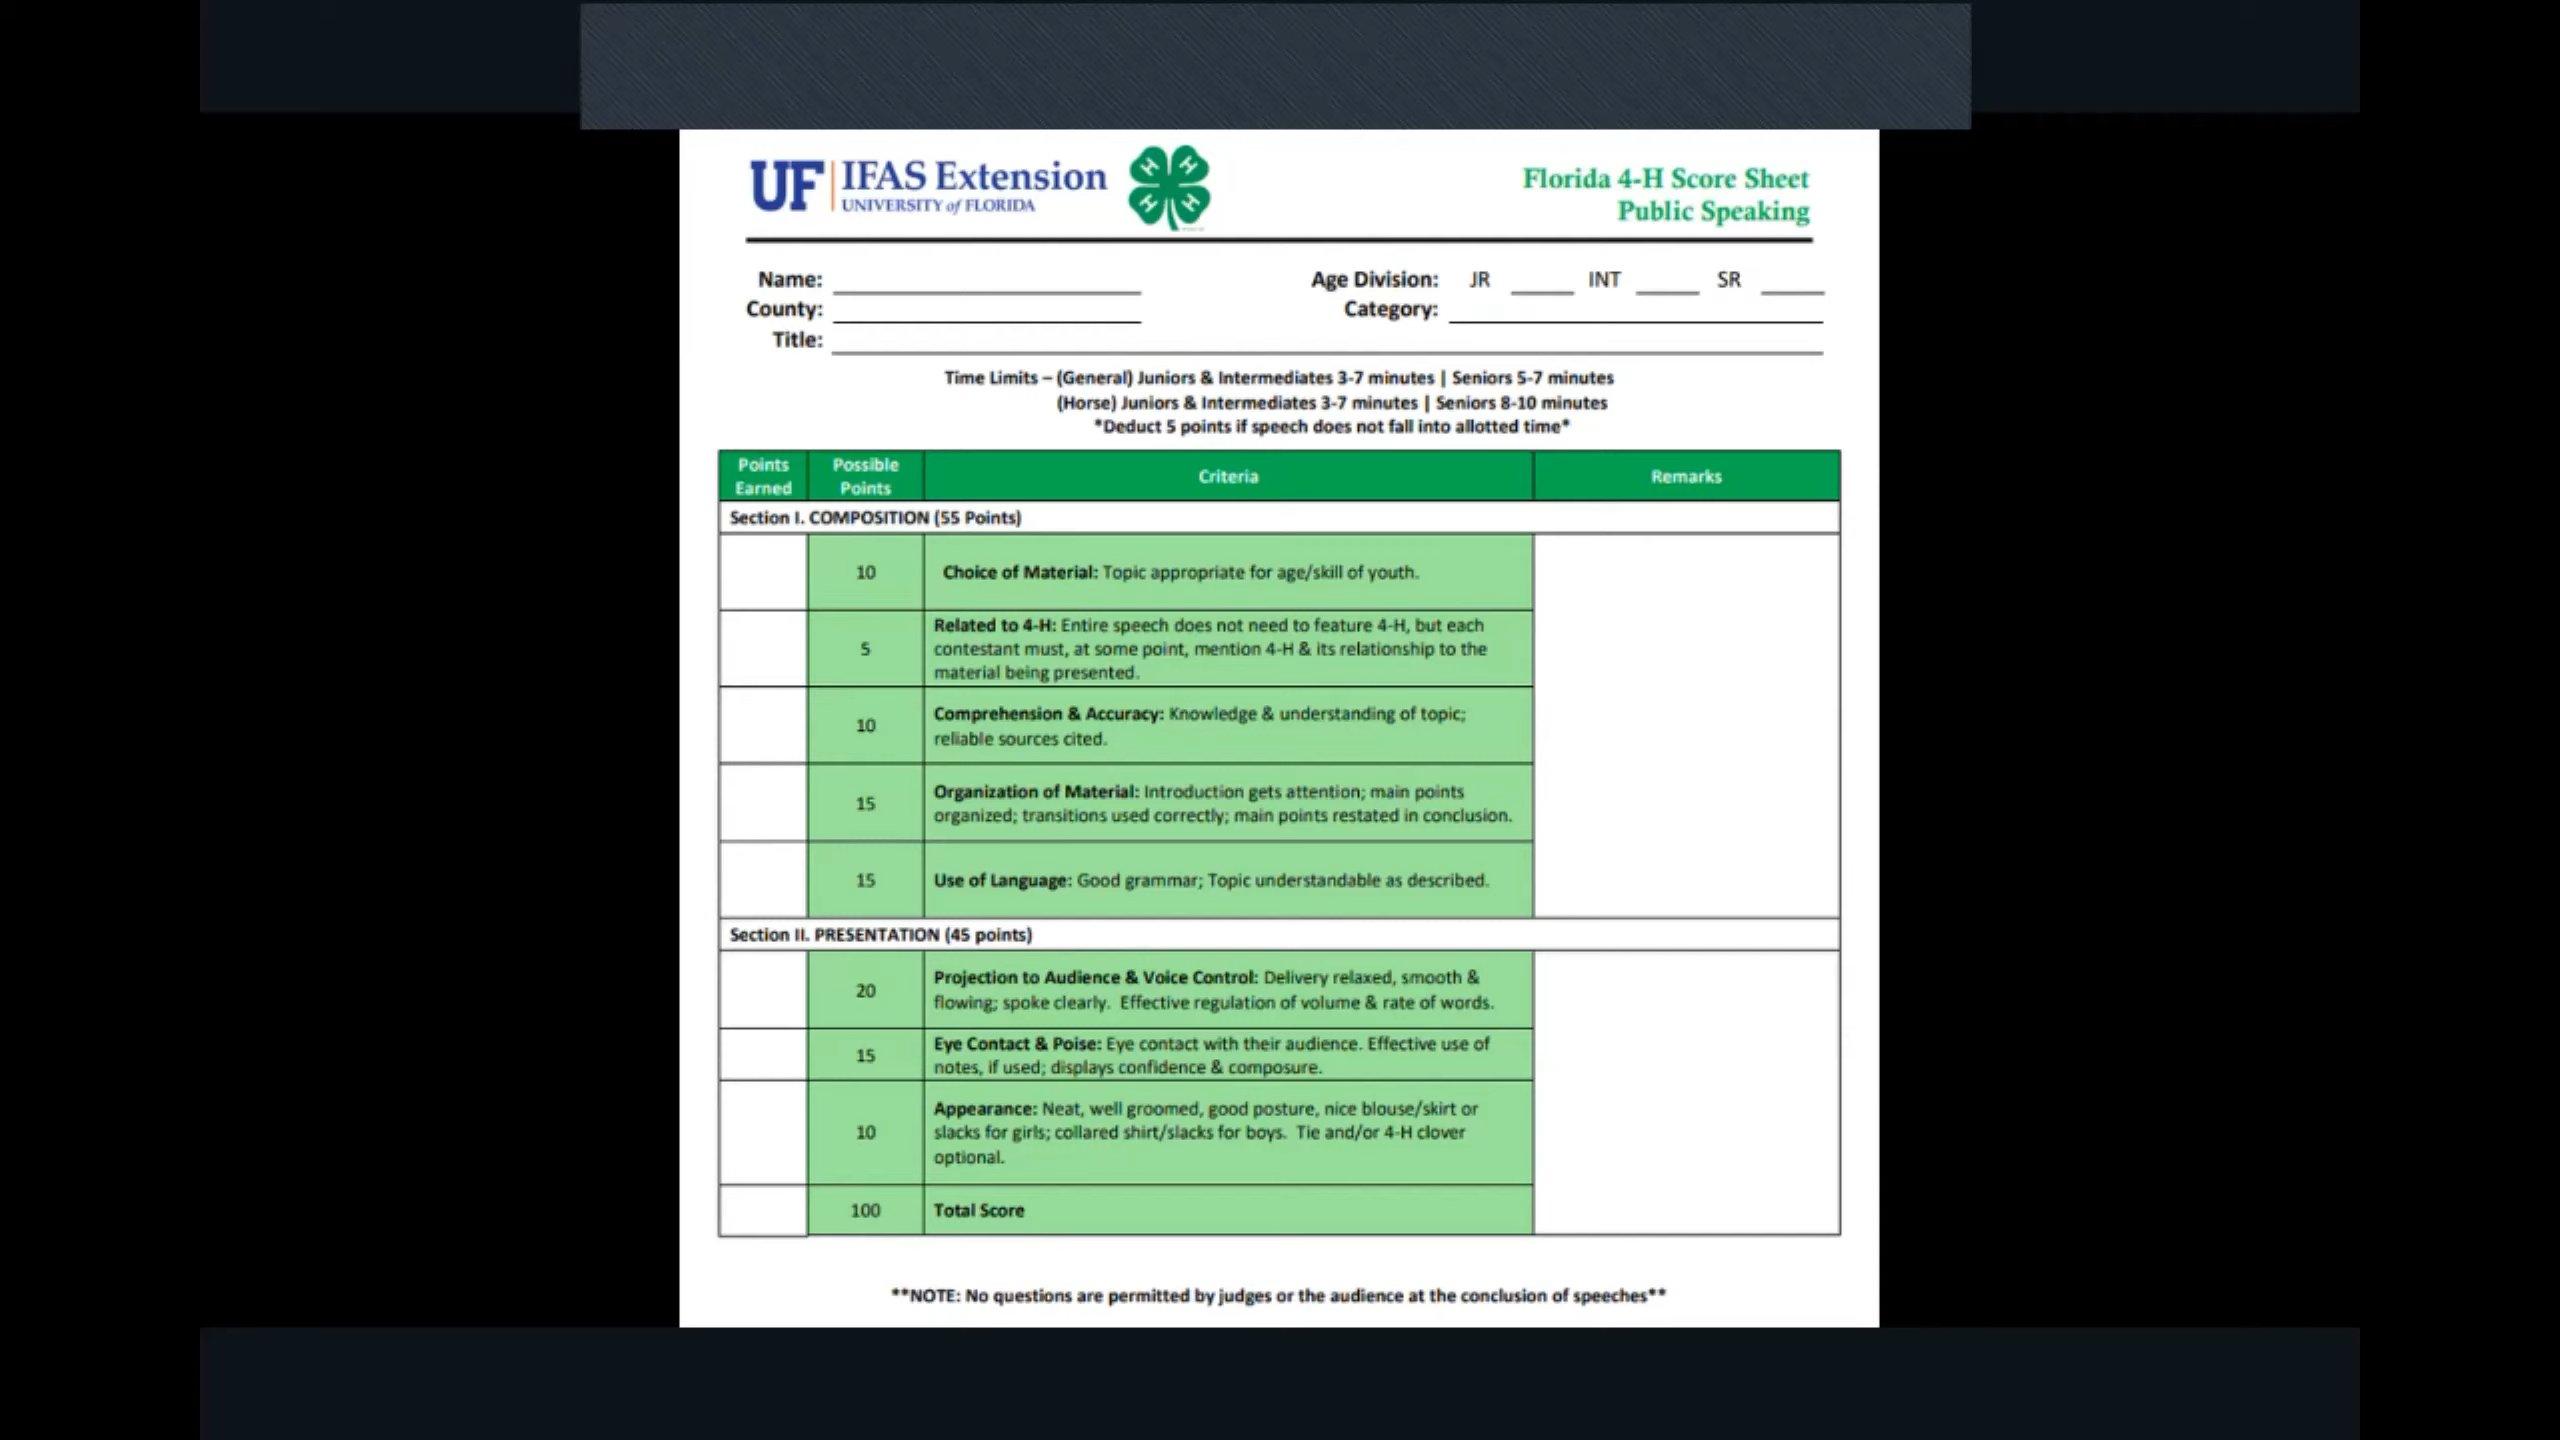 UF IFAS Extension
UNIVERSITY of FLORIDA
H H H H
Florida 4-H Score Sheet
Public Speaking
Name: ____ Age Division: JR ____ INT ____ SR ____
County: ____ Category: ____
Title: ____
Time Limits – (General) Juniors & Intermediates 3-7 minutes | Seniors 5-7 minutes
(Horse) Juniors & Intermediates 3-7 minutes | Seniors 8-10 minutes
*Deduct 5 points if speech does not fall into allotted time*
Points Earned Possible Points Criteria Remarks
Section I. COMPOSITION (55 Points)
10 Choice of Material: Topic appropriate for age/skill of youth.
5 Related to 4-H: Entire speech does not need to feature 4-H, but each
contestant must, at some point, mention 4-H & its relationship to the
material being presented.
10 Comprehension & Accuracy: Knowledge & understanding of topic;
reliable sources cited.
15 Organization of Material: Introduction gets attention; main points
organized; transitions used correctly; main points restated in conclusion.
15 Use of Language: Good grammar; Topic understandable as described.
Section II. PRESENTATION (45 points)
20 Projection to Audience & Voice Control: Delivery relaxed, smooth &
flowing; spoke clearly. Effective regulation of volume & rate of words.
15 Eye Contact & Poise: Eye contact with their audience. Effective use of
notes, if used; displays confidence & composure.
10 Appearance: Neat, well groomed, good posture, nice blouse/skirt or
slacks for girls; collared shirt/slacks for boys. Tie and/or 4-H clover
optional.
100 Total Score
**NOTE: No questions are permitted by judges or the audience at the conclusion of speeches**